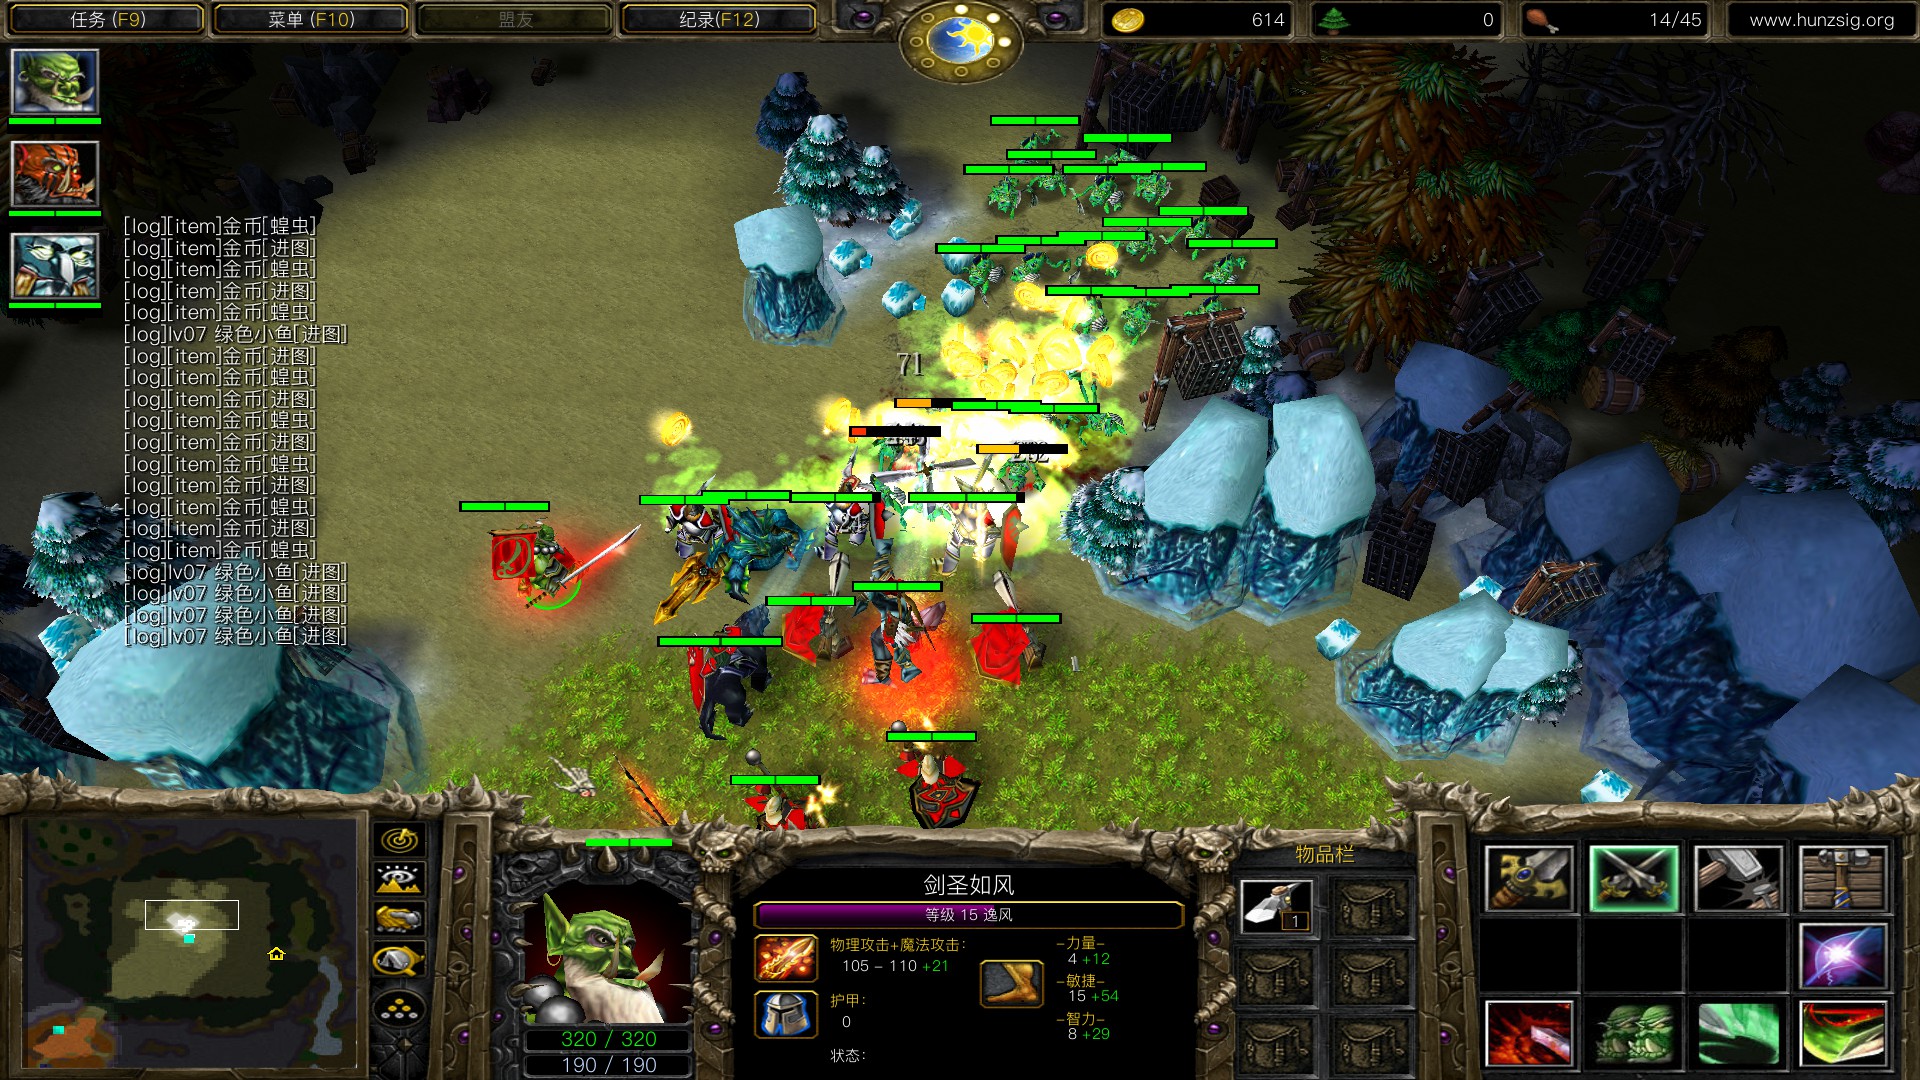 任务 (F9)
菜单 (F10)
盟友
纪录(F12)
614
0
14/45
www.hunzsig.org
[log][item]金币[蝗虫]
[log][item]金币[进图]
[log][item]金币[蝗虫]
[log][item]金币[进图]
[log][item]金币[蝗虫]
[log]lv07 绿色小鱼[进图]
[log][item]金币[进图]
[log][item]金币[蝗虫]
[log][item]金币[进图]
[log][item]金币[蝗虫]
[log][item]金币[进图]
[log][item]金币[蝗虫]
[log][item]金币[进图]
[log][item]金币[蝗虫]
[log][item]金币[进图]
[log][item]金币[蝗虫]
[log]lv07 绿色小鱼[进图]
[log]lv07 绿色小鱼[进图]
[log]lv07 绿色小鱼[进图]
[log]lv07 绿色小鱼[进图]
71
剑圣如风
等级 15 逸风
物理攻击+魔法攻击:
105 – 110 +21
护甲:
0
状态:
–力量–
4 +12
–敏捷–
15 +54
–智力–
8 +29
320 / 320
190 / 190
物品栏
1